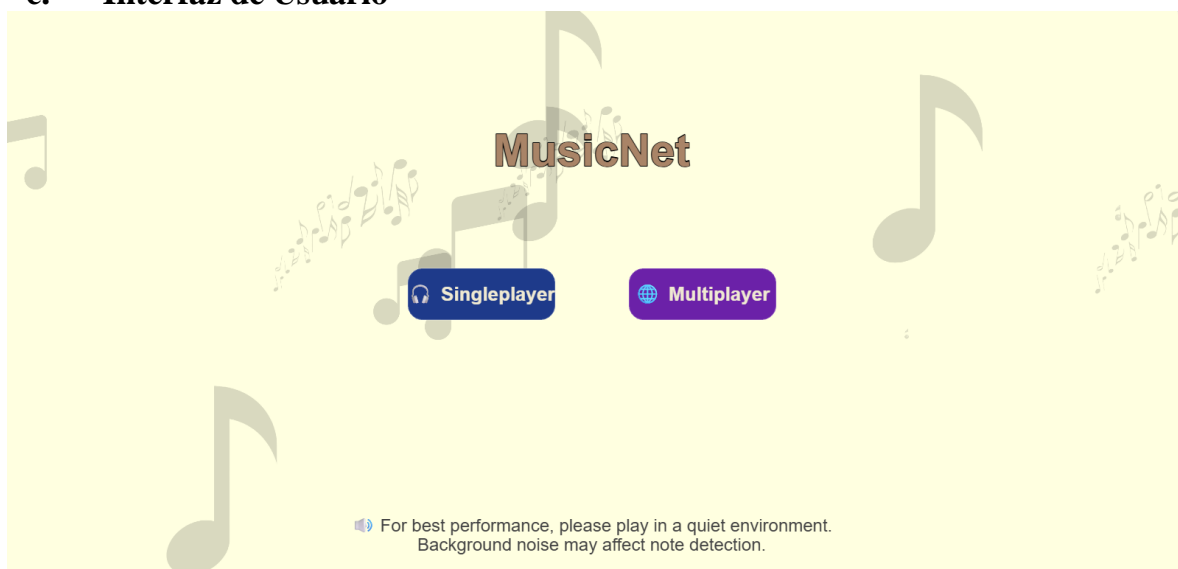 c. Interfaz de Usuario
MusicNet
🎧 Singleplayer
🌐 Multiplayer
🔊 For best performance, please play in a quiet environment.
Background noise may affect note detection.